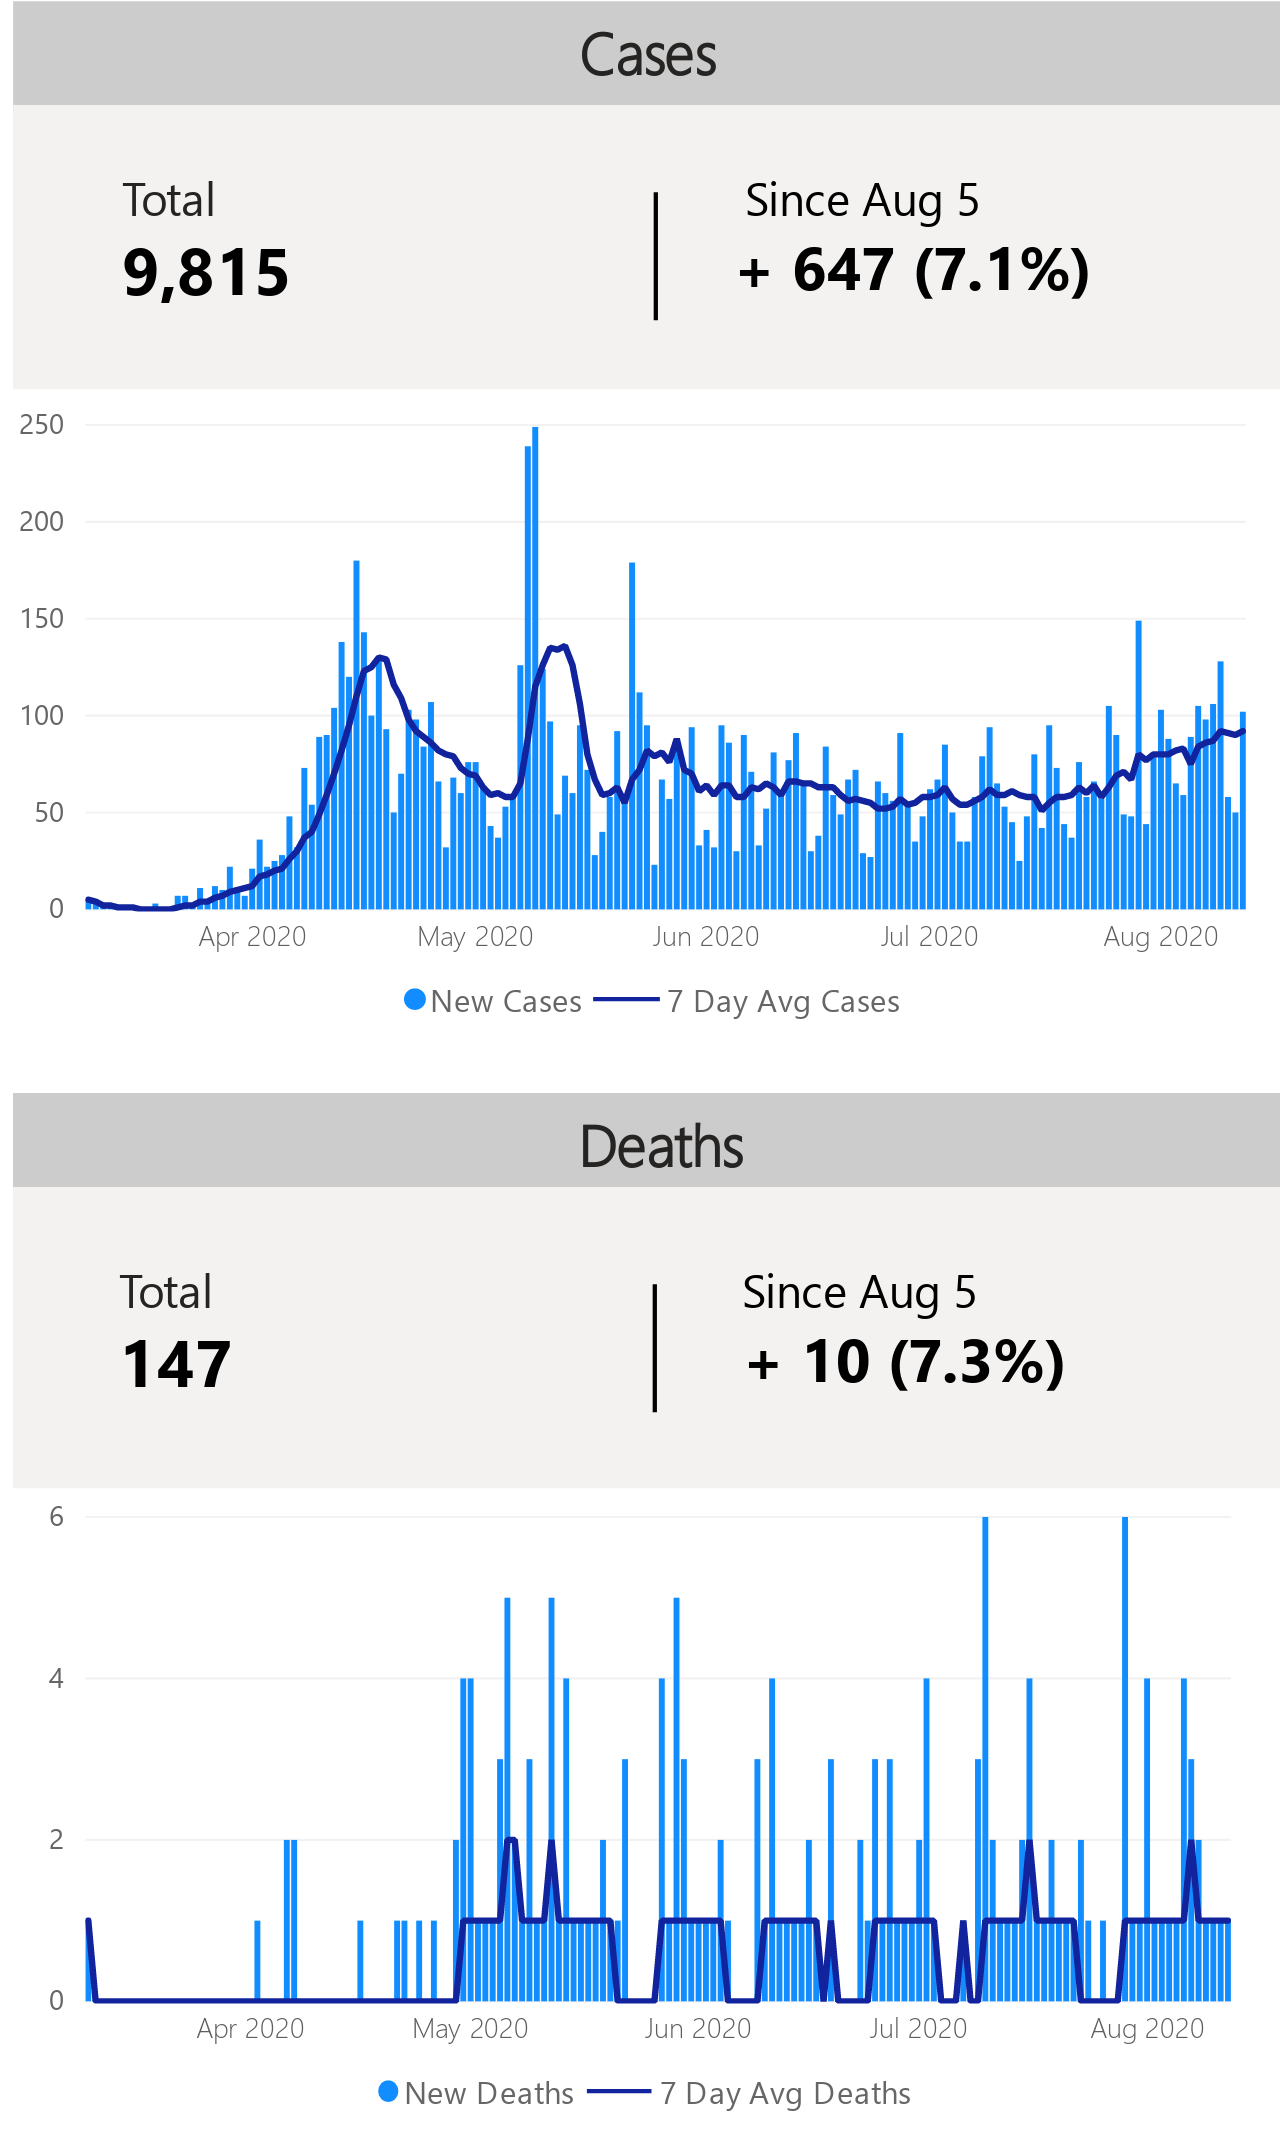 Cases
Total
Since Aug 5
9,815
+ 647 (7.1%)
250
200
150
100
50
0
Apr 2020
May 2020
Jun 2020
Jul 2020
Aug 2020
New Cases
7 Day Avg Cases
Deaths
Total
Since Aug 5
147
+ 10 (7.3%)
6
4
2
0
Apr 2020
May 2020
Jun 2020
Jul 2020
Aug 2020
New Deaths
7 Day Avg Deaths